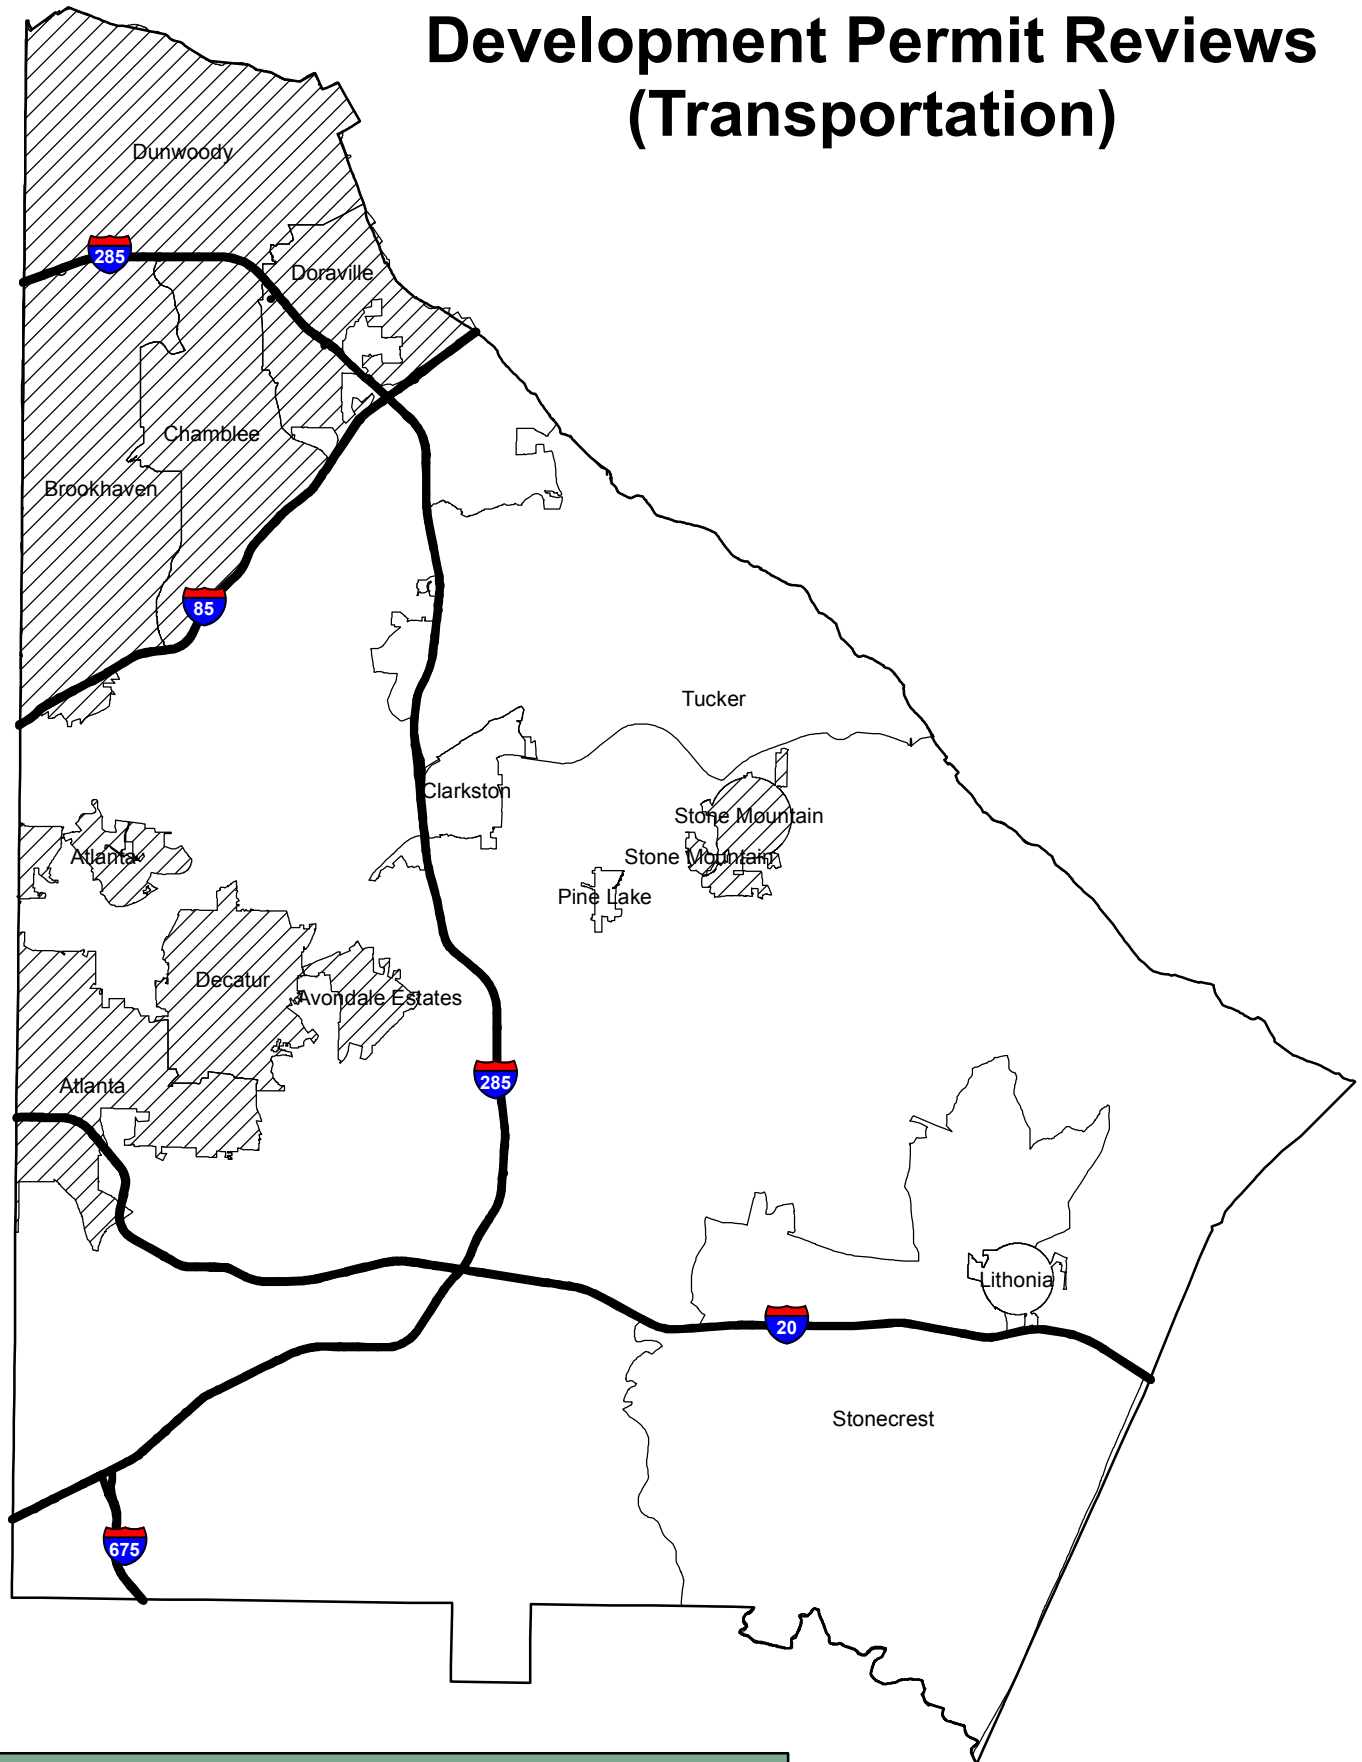 Development Permit Reviews
(Transportation)
Dunwoody
285
Doraville
Chamblee
Brookhaven
85
Tucker
Clarkston
Stone Mountain
Atlanta
Stone Mountain
Pine Lake
Decatur
Avondale Estates
285
Atlanta
Lithonia
20
Stonecrest
675